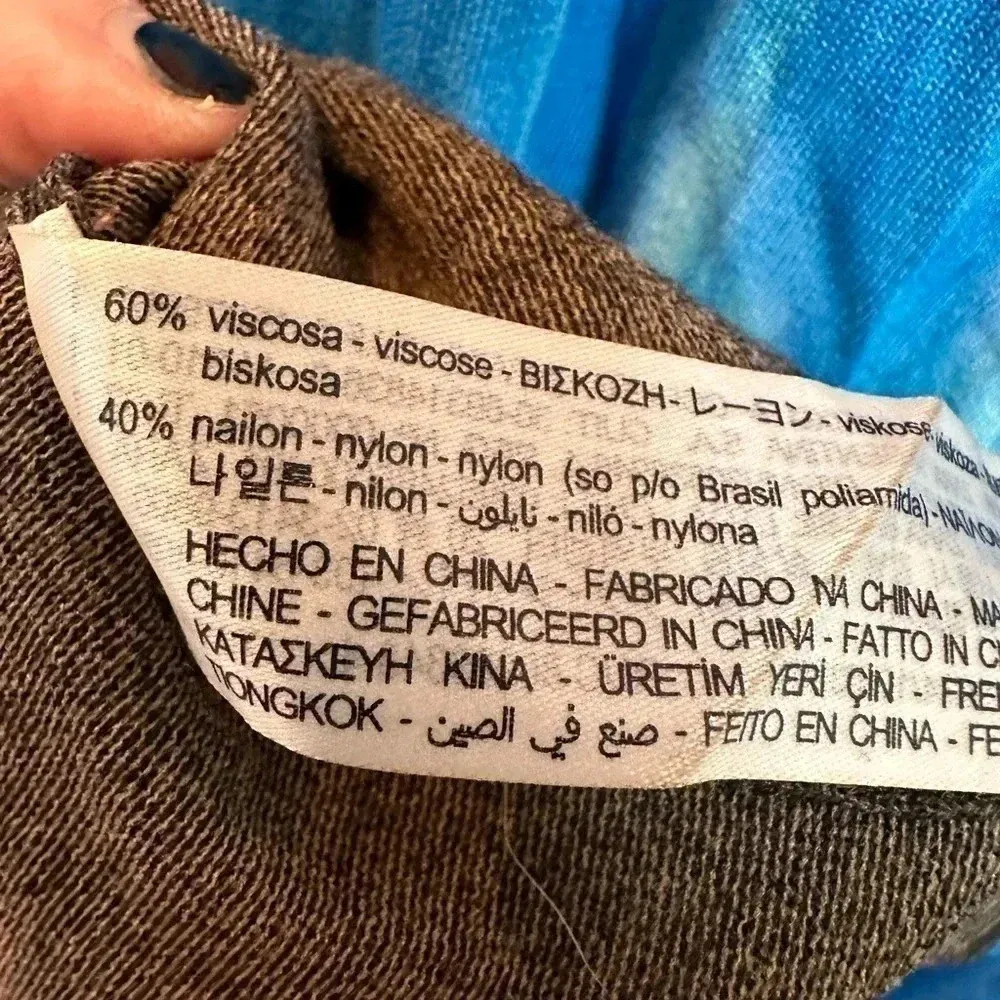 60% viscosa - viscose - ΒΙΣΚΟΖΗ - レーヨン - viskose viskoza -
biskosa
40% nailon - nylon - nylon (so p/o Brasil poliamida) -
나일론 - nilon - نايلون - niló - nylona
HECHO EN CHINA - FABRICADO NA CHINA -
CHINE - GEFABRICEERD IN CHINA - FATTO IN
ΚΑΤΑΣΚΕΥΗ ΚΙΝΑ - ÜRETİM YERİ ÇİN -
TIONGKOK - صنع في الصين - FEITO EN CHINA -